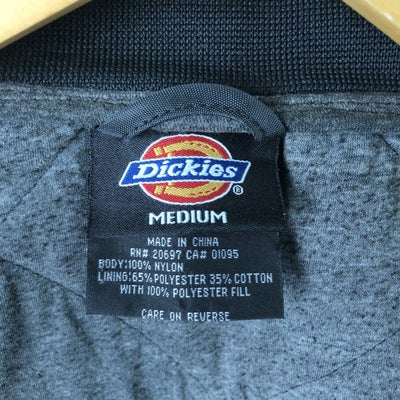 Dickies®
MEDIUM
MADE IN CHINA
RN# 20697 CA# 01095
BODY:100% NYLON
LINING:65% POLYESTER 35% COTTON
WITH 100% POLYESTER FILL
CARE ON REVERSE